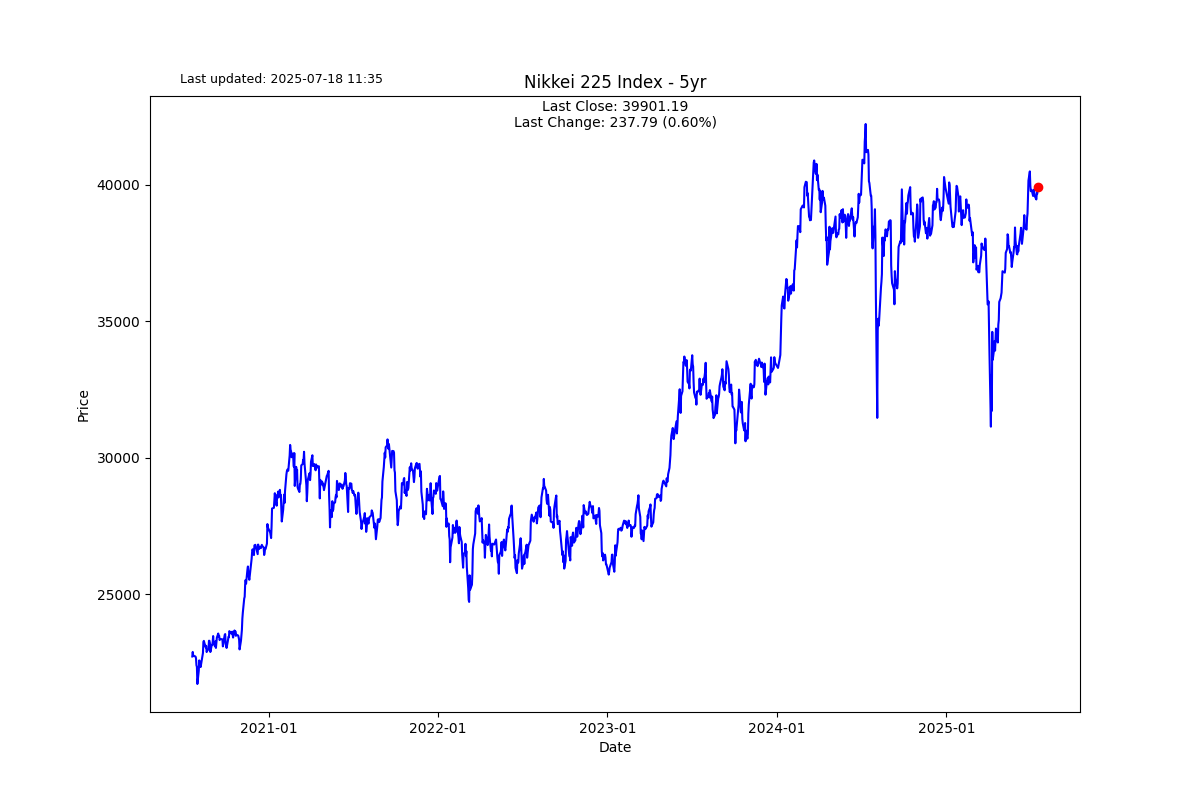 Last updated: 2025-07-18 11:35
Nikkei 225 Index - 5yr
Last Close: 39901.19
Last Change: 237.79 (0.60%)
Price
40000
35000
30000
25000
2021-01
2022-01
2023-01
2024-01
2025-01
Date